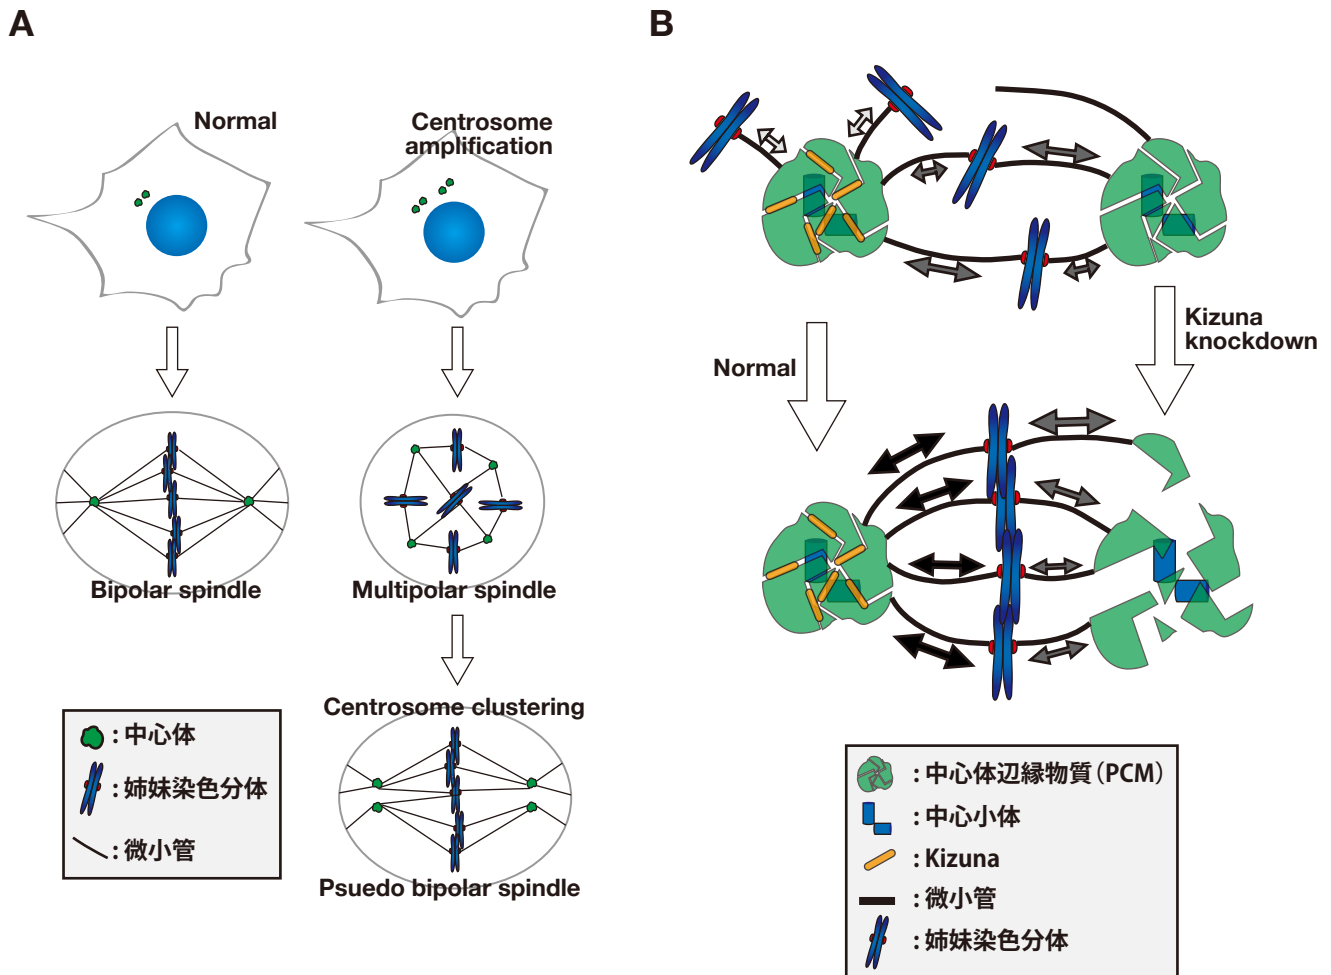 A
Normal
Centrosome
amplification
Bipolar spindle
Multipolar spindle
Centrosome clustering
Psuedo bipolar spindle
: 中心体
: 姉妹染色分体
: 微小管
B
Normal
Kizuna
knockdown
: 中心体辺縁物質（PCM）
: 中心小体
: Kizuna
: 微小管
: 姉妹染色分体